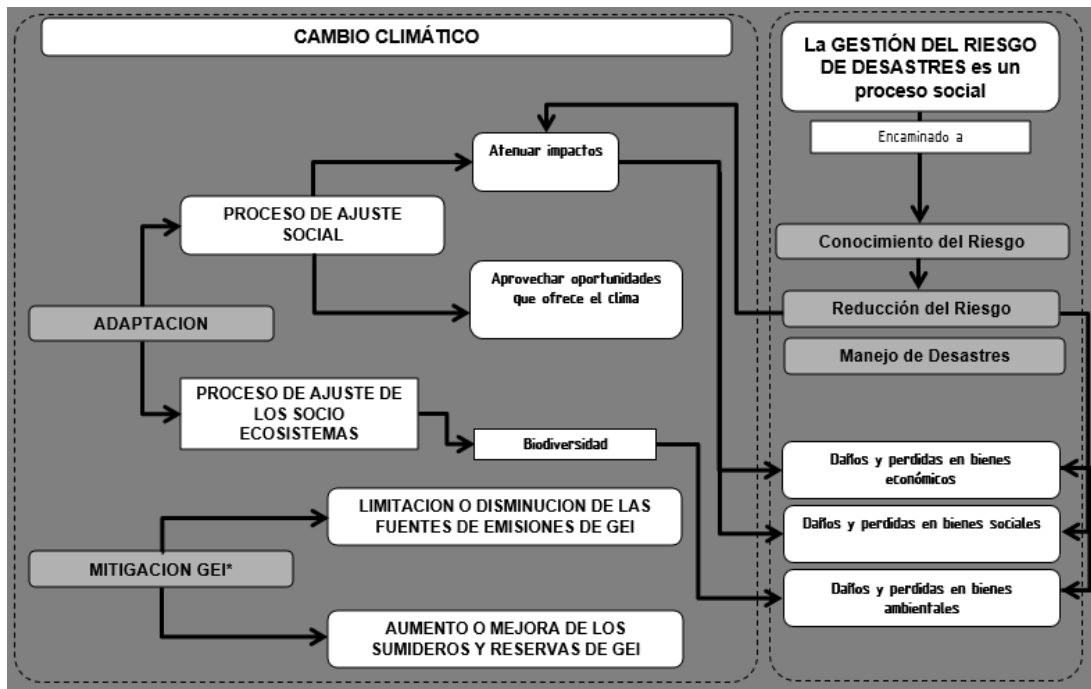 CAMBIO CLIMÁTICO
Atenuar impactos
PROCESO DE AJUSTE
SOCIAL
Aprovechar oportunidades
que ofrece el clima
ADAPTACION
PROCESO DE AJUSTE DE
LOS SOCIO
ECOSISTEMAS
Biodiversidad
LIMITACION O DISMINUCION DE LAS
FUENTES DE EMISIONES DE GEI
MITIGACION GEI*
AUMENTO O MEJORA DE LOS
SUMIDEROS Y RESERVAS DE GEI
La GESTIÓN DEL RIESGO
DE DESASTRES es un
proceso social
Encaminado a
Conocimiento del Riesgo
Reducción del Riesgo
Manejo de Desastres
Daños y perdidas en bienes
económicos
Daños y perdidas en bienes sociales
Daños y perdidas en bienes
ambientales